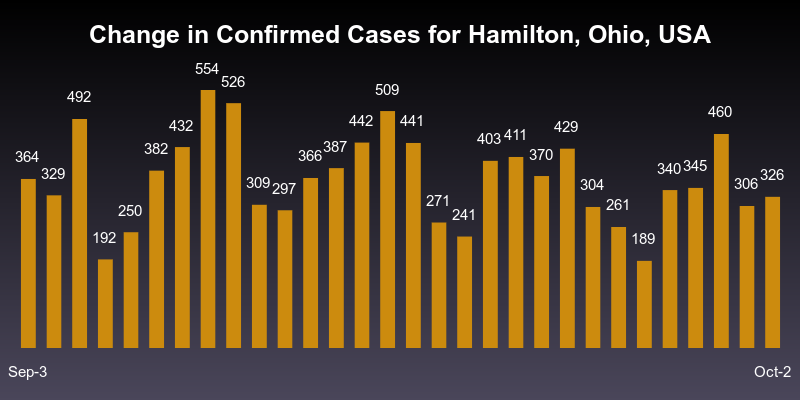 Change in Confirmed Cases for Hamilton, Ohio, USA
364 329 492 192 250 382 432 554 526 309 297 366 387 442 509 441 271 241 403 411 370 429 304 261 189 340 345 460 306 326
Sep-3 Oct-2